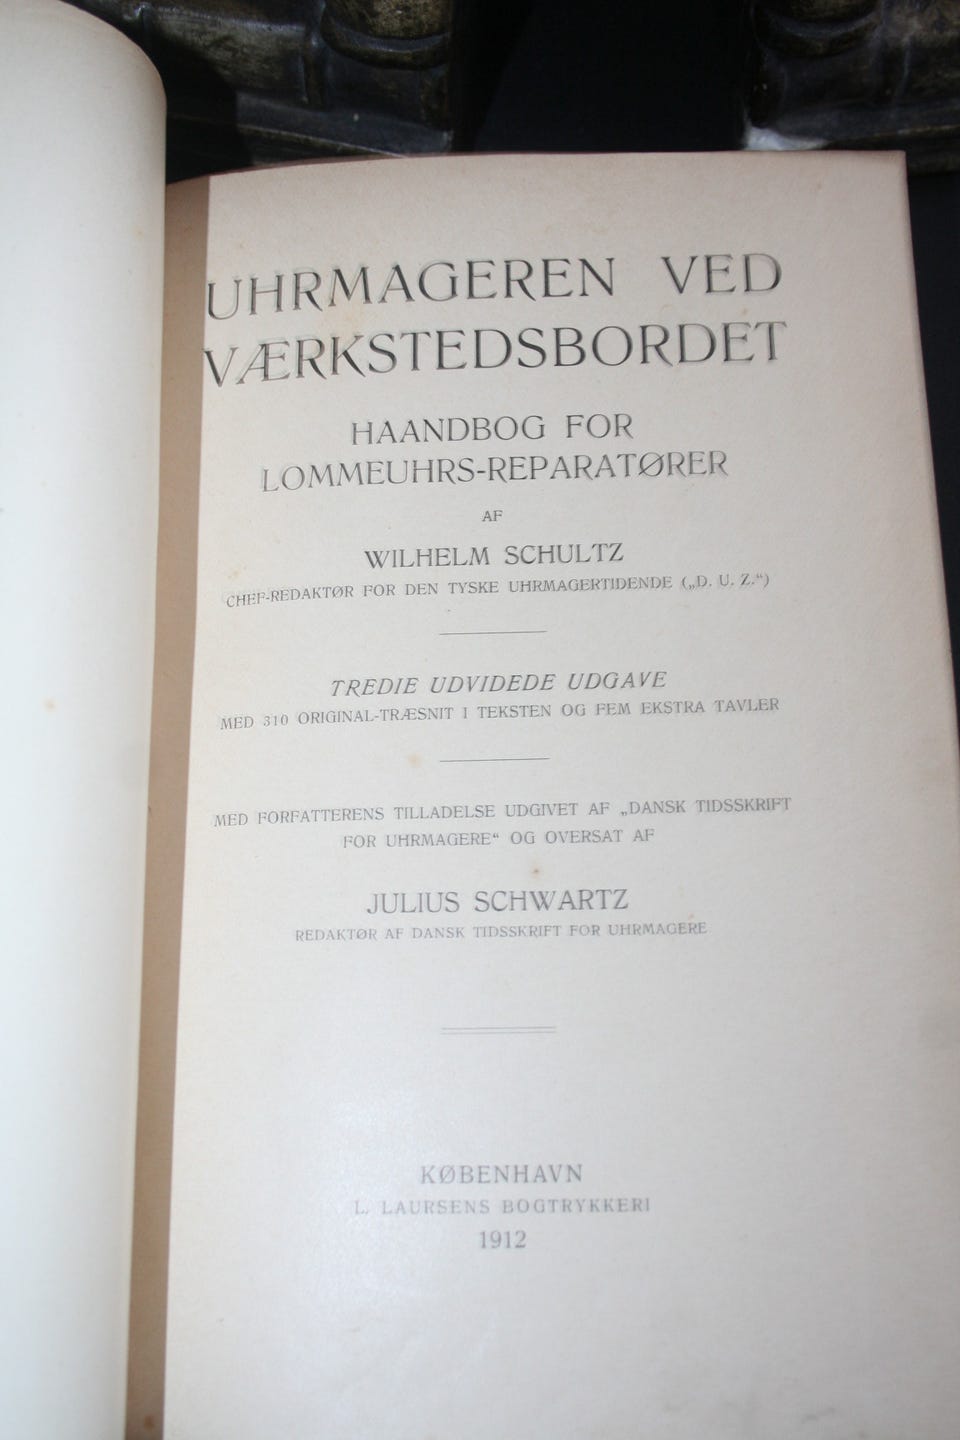 UHRMAGEREN VED
VÆRKSTEDSBORDET
HAANDBOG FOR
LOMMEUHRS-REPARATØRER
AF
WILHELM SCHULTZ
CHEF-REDAKTØR FOR DEN TYSKE UHRMAGERTIDENDE („D. U. Z.“)
TREDIE UDVIDEDE UDGAVE
MED 310 ORIGINAL-TRÆSNIT I TEKSTEN OG FEM EKSTRA TAVLER
MED FORFATTERENS TILLADELSE UDGIVET AF „DANSK TIDSSKRIFT
FOR UHRMAGERE“ OG OVERSAT AF
JULIUS SCHWARTZ
REDAKTØR AF DANSK TIDSSKRIFT FOR UHRMAGERE
KØBENHAVN
L. LAURSENS BOGTRYKKERI
1912